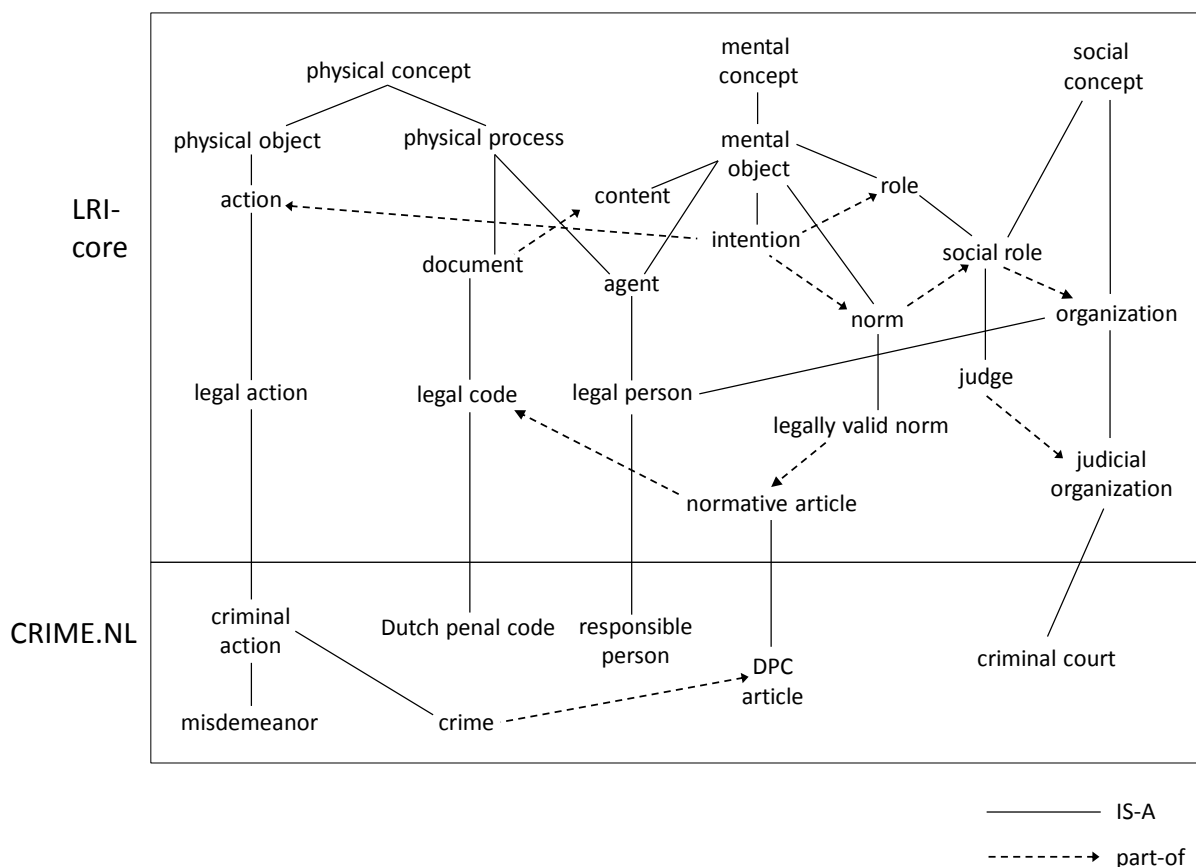 physical concept
mental
concept
social
concept
physical object
physical process
mental
object
action
content
role
LRI-
core
intention
social role
document
agent
norm
organization
legal action
legal code
legal person
judge
legally valid norm
judicial
organization
normative article
CRIME.NL
criminal
action
Dutch penal code
responsible
person
DPC
article
criminal court
misdemeanor
crime
IS-A
part-of